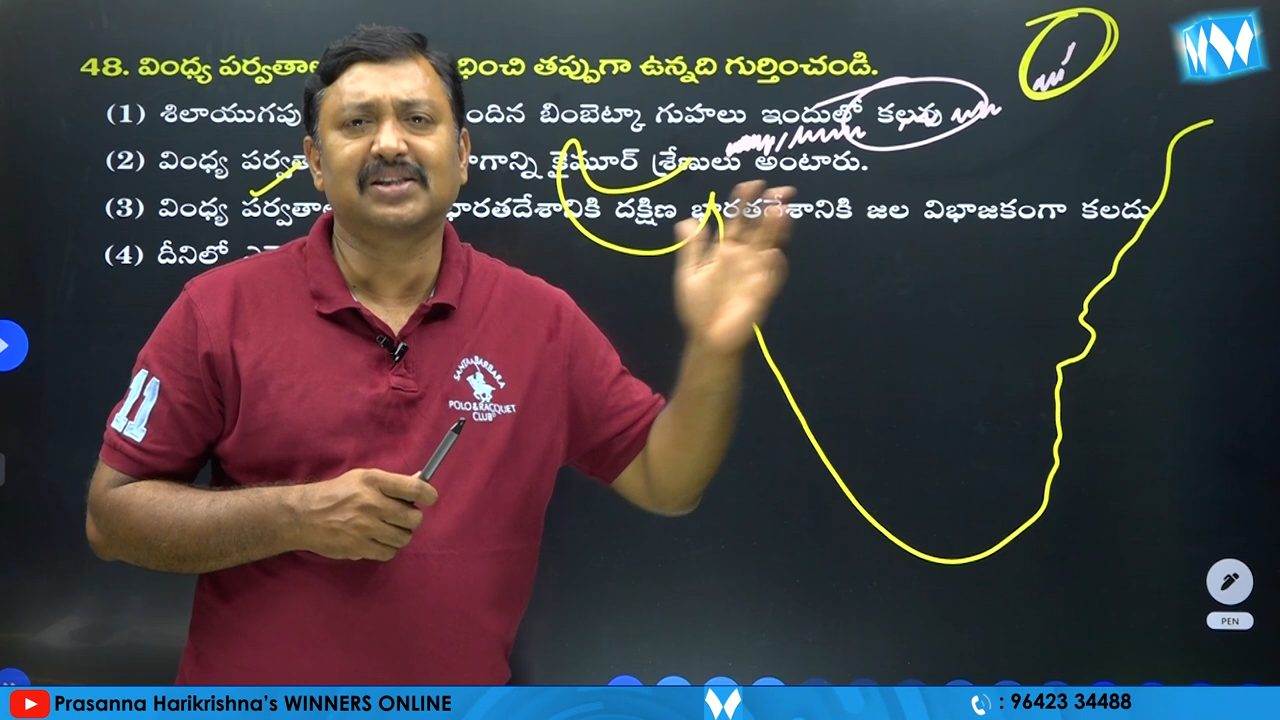 48. వింధ్య పర్వతాల ధించి తప్పుగా ఉన్నది గుర్తించండి.
(1) శిలాయుగపు ందిన బింబెట్కా గుహలు ఇందులో కలవు
(2) వింధ్య పర్వతా ాగాన్ని కైమూర్ శ్రేణులు అంటారు.
(3) వింధ్య పర్వతాల భారతదేశానికి దక్షిణ భారతదేశానికి జల విభాజకంగా కలదు
(4) దీనిలో
11
SANTA BARBARA
POLO & RACQUET
CLUB
PEN
Prasanna Harikrishna's WINNERS ONLINE
: 96423 34488